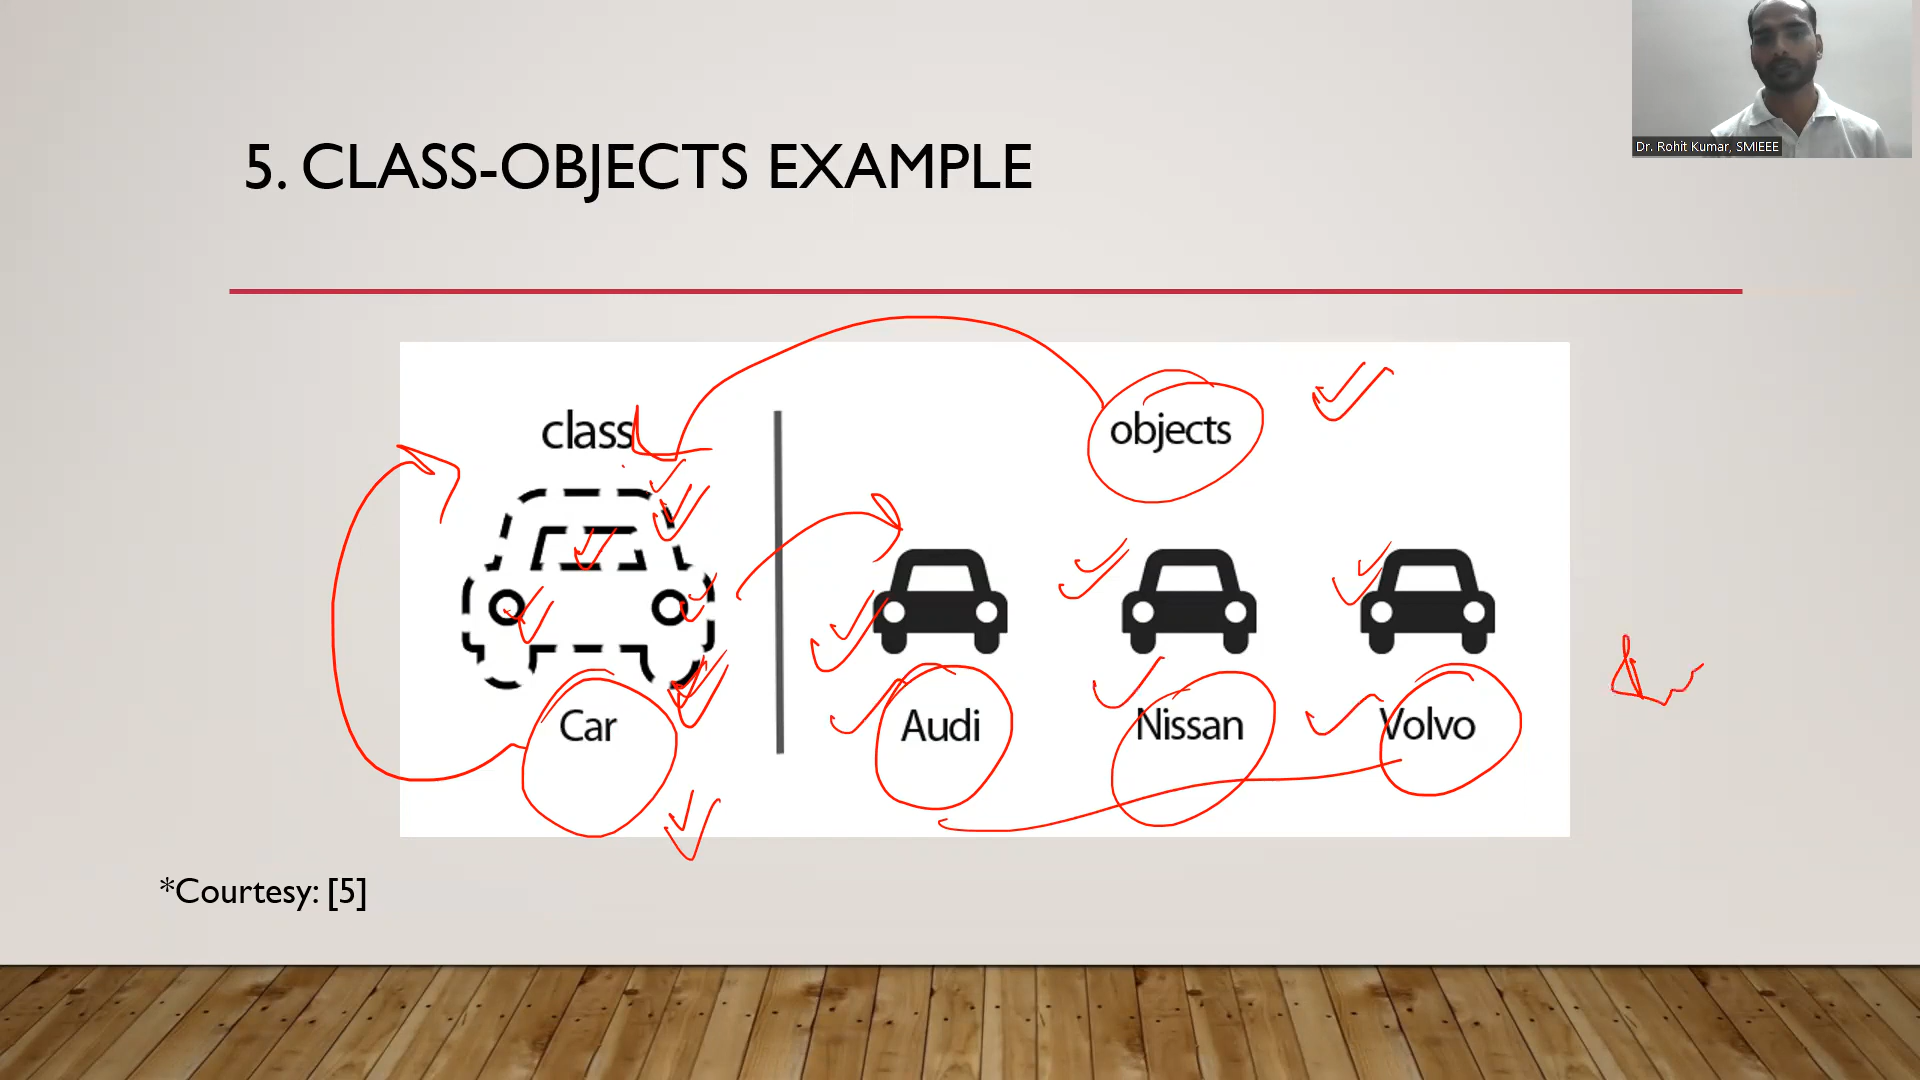 Dr. Rohit Kumar, SMIEEE
5. CLASS-OBJECTS EXAMPLE
class
objects
Car
Audi
Nissan
Volvo
*Courtesy: [5]